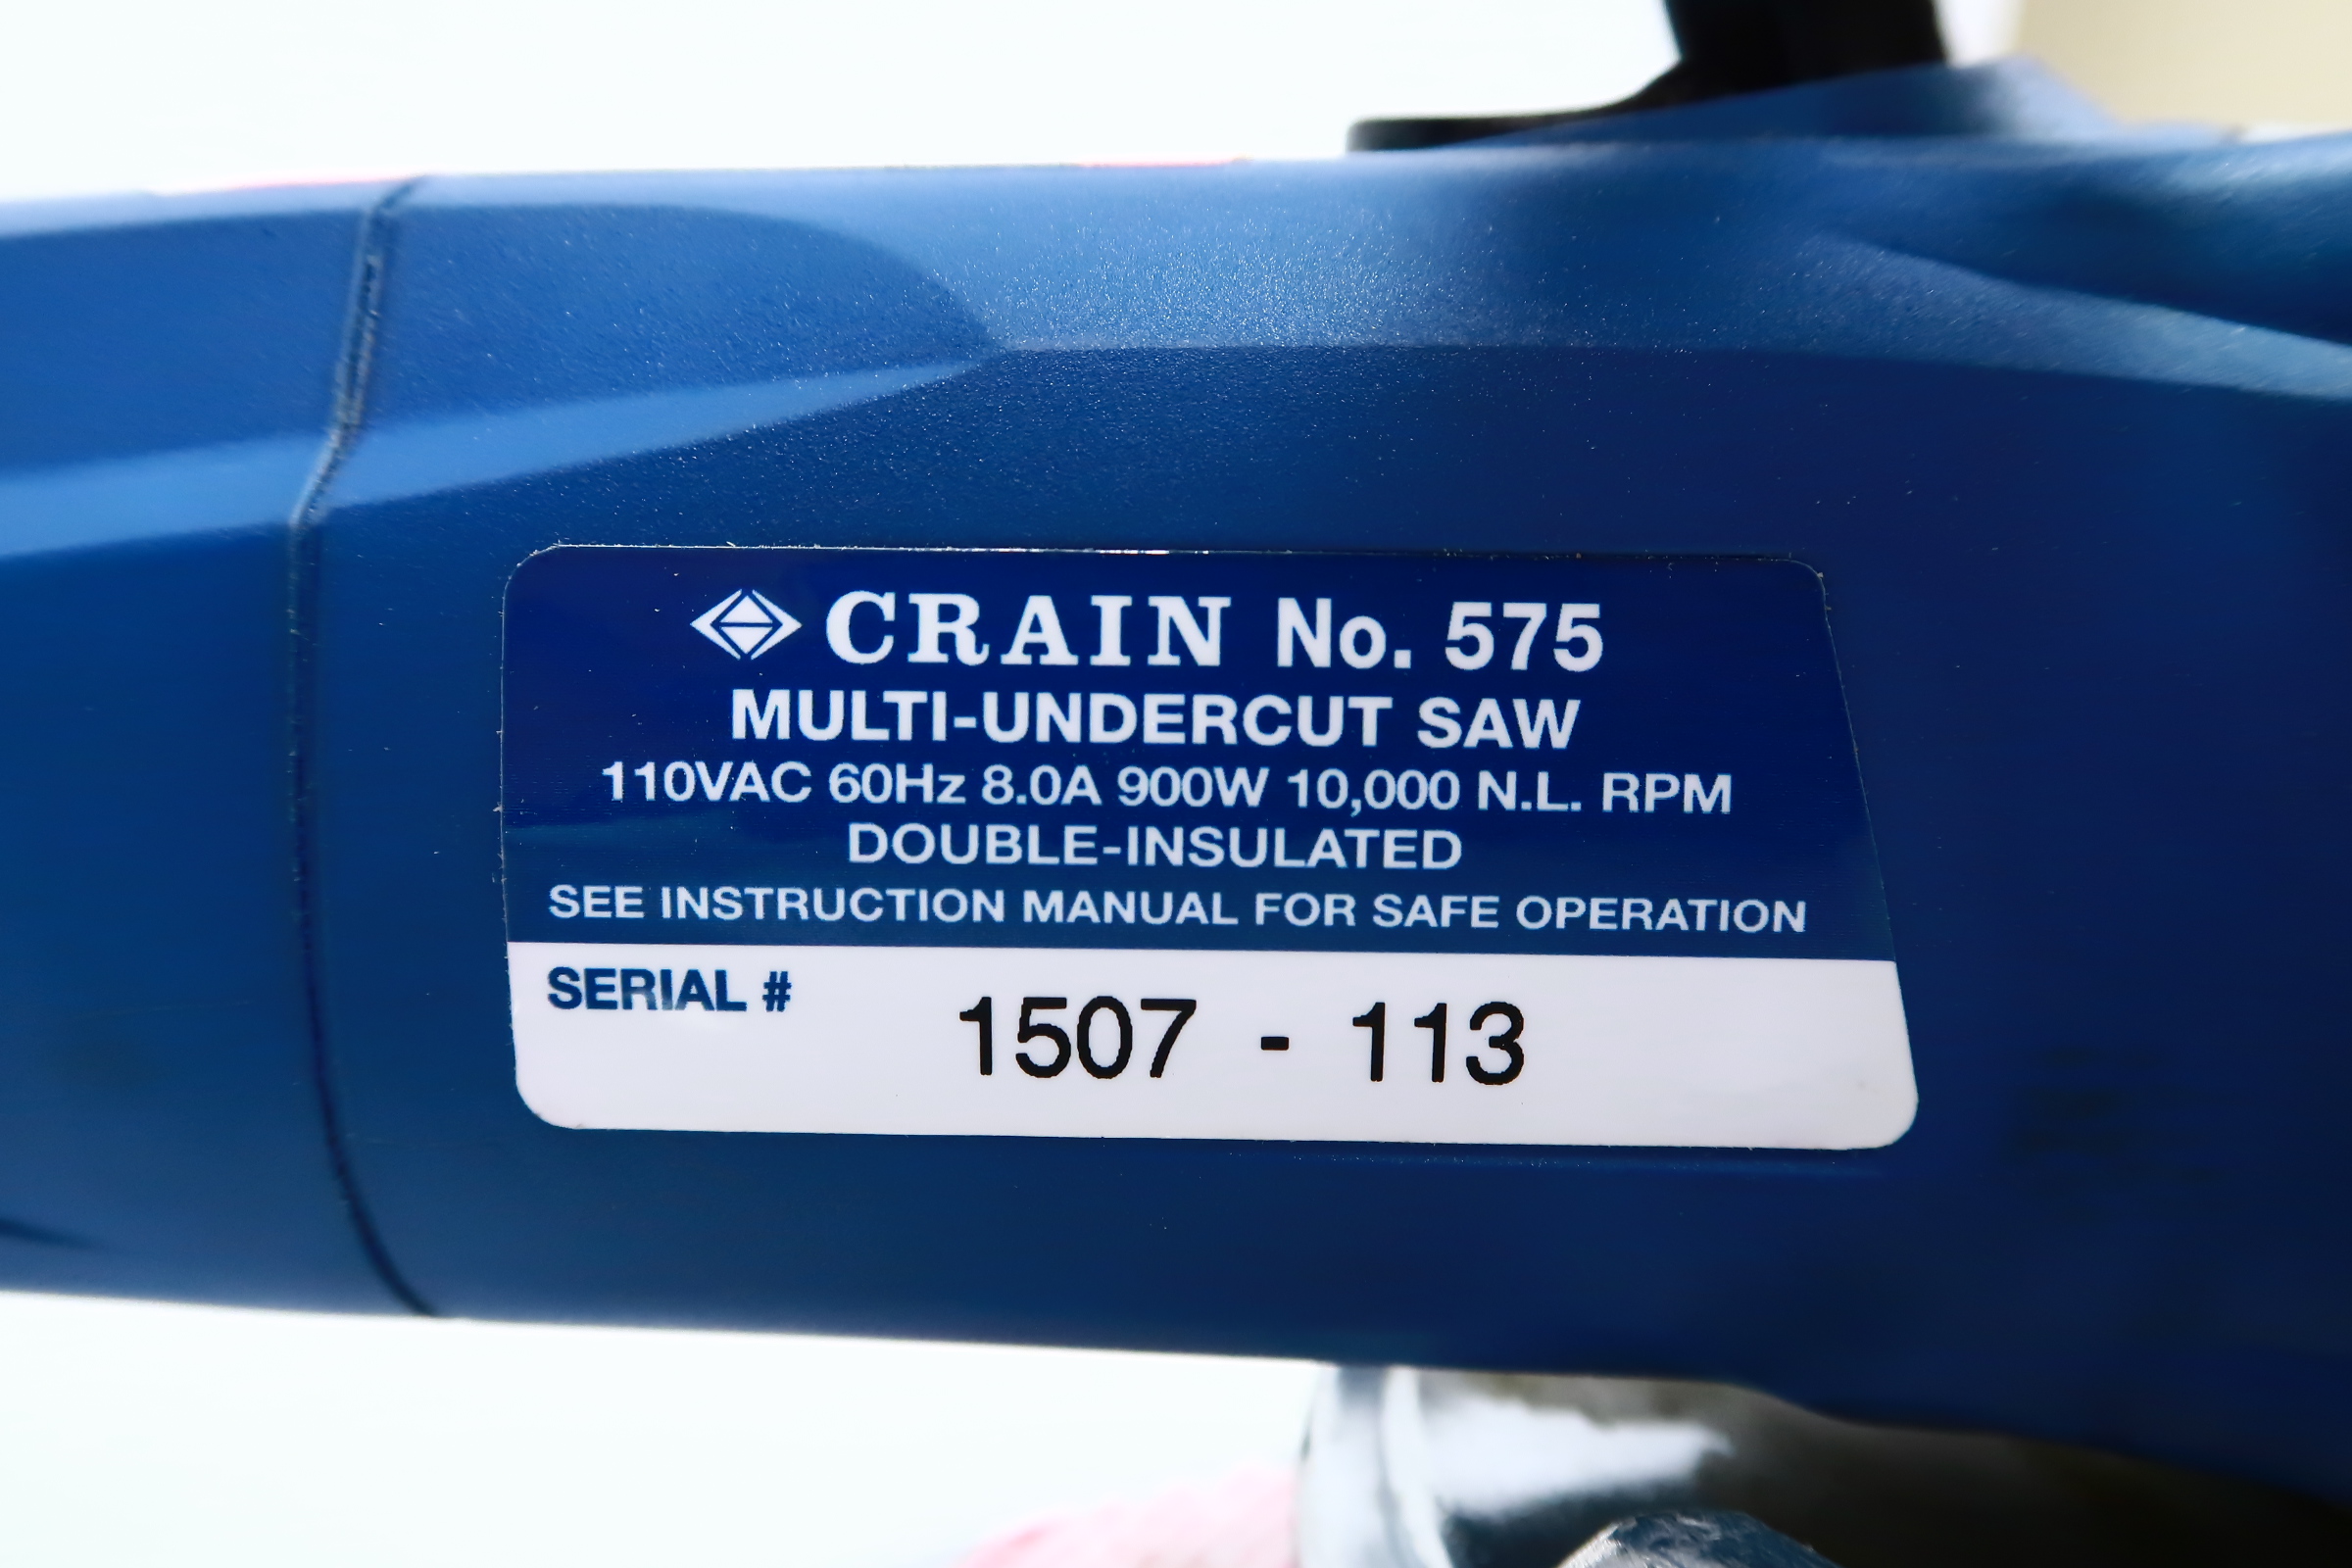 CRAIN No. 575
MULTI-UNDERCUT SAW
110VAC 60Hz 8.0A 900W 10,000 N.L. RPM
DOUBLE-INSULATED
SEE INSTRUCTION MANUAL FOR SAFE OPERATION
SERIAL # 1507 - 113